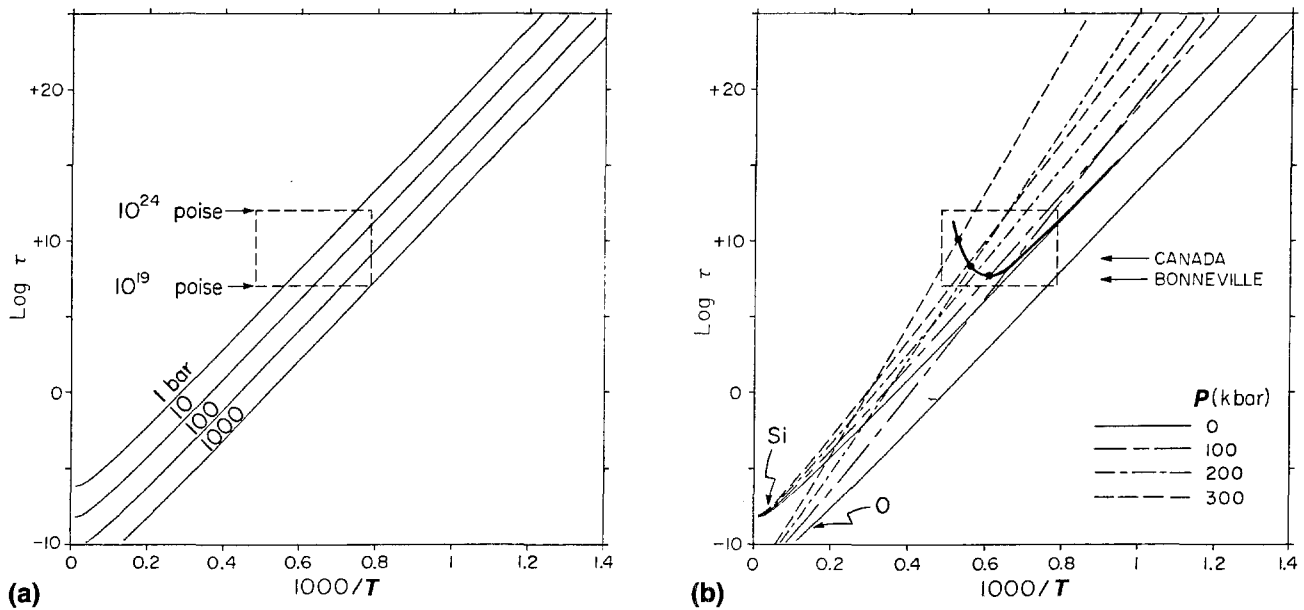 +20
+10
0
-10
Log τ
10^24 poise
10^19 poise
1 bar
10
100
1000
0 0.2 0.4 0.6 0.8 1 1.2 1.4
1000/T
(a)
+20
+10
0
-10
Log τ
CANADA
BONNEVILLE
Si
O
P (kbar)
0
100
200
300
0 0.2 0.4 0.6 0.8 1 1.2 1.4
1000/T
(b)